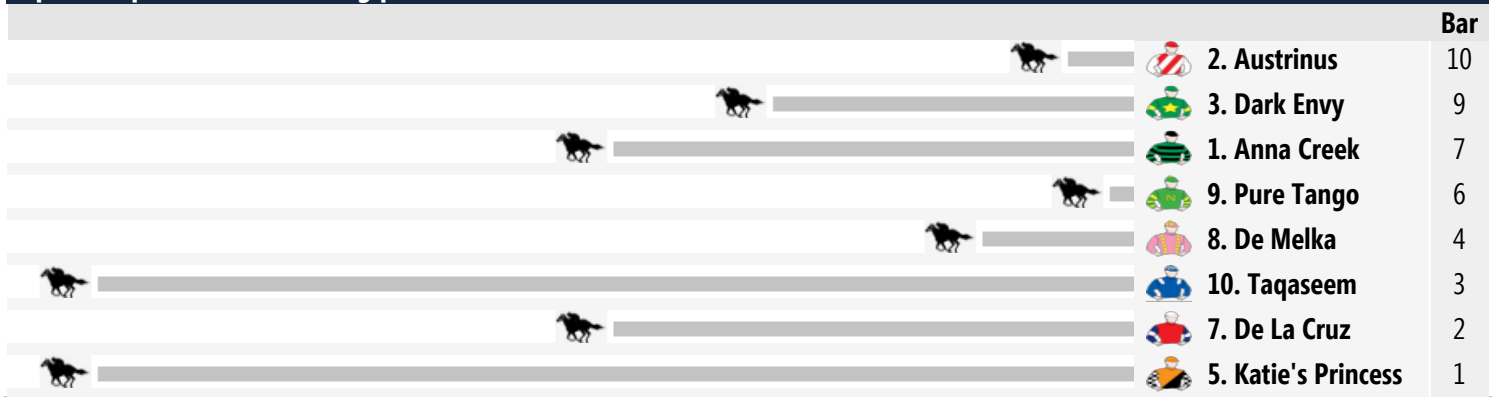 Bar
2. Austrinus 10
3. Dark Envy 9
1. Anna Creek 7
9. Pure Tango 6
8. De Melka 4
10. Taqaseem 3
7. De La Cruz 2
5. Katie's Princess 1